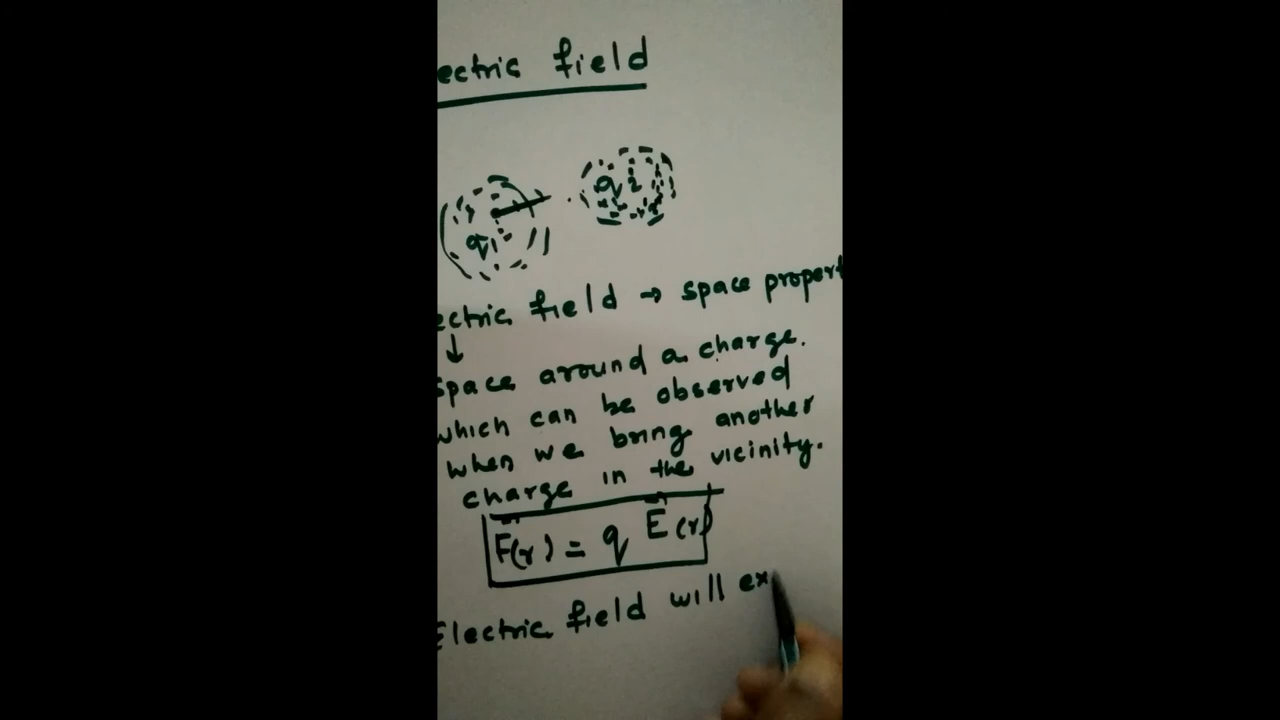 ectric field
q1
q2
ectric field → space propert
space around a charge.
which can be observed
when we bring another
charge in the vicinity.
F⃗(r) = q E⃗(r)
Electric field will ex